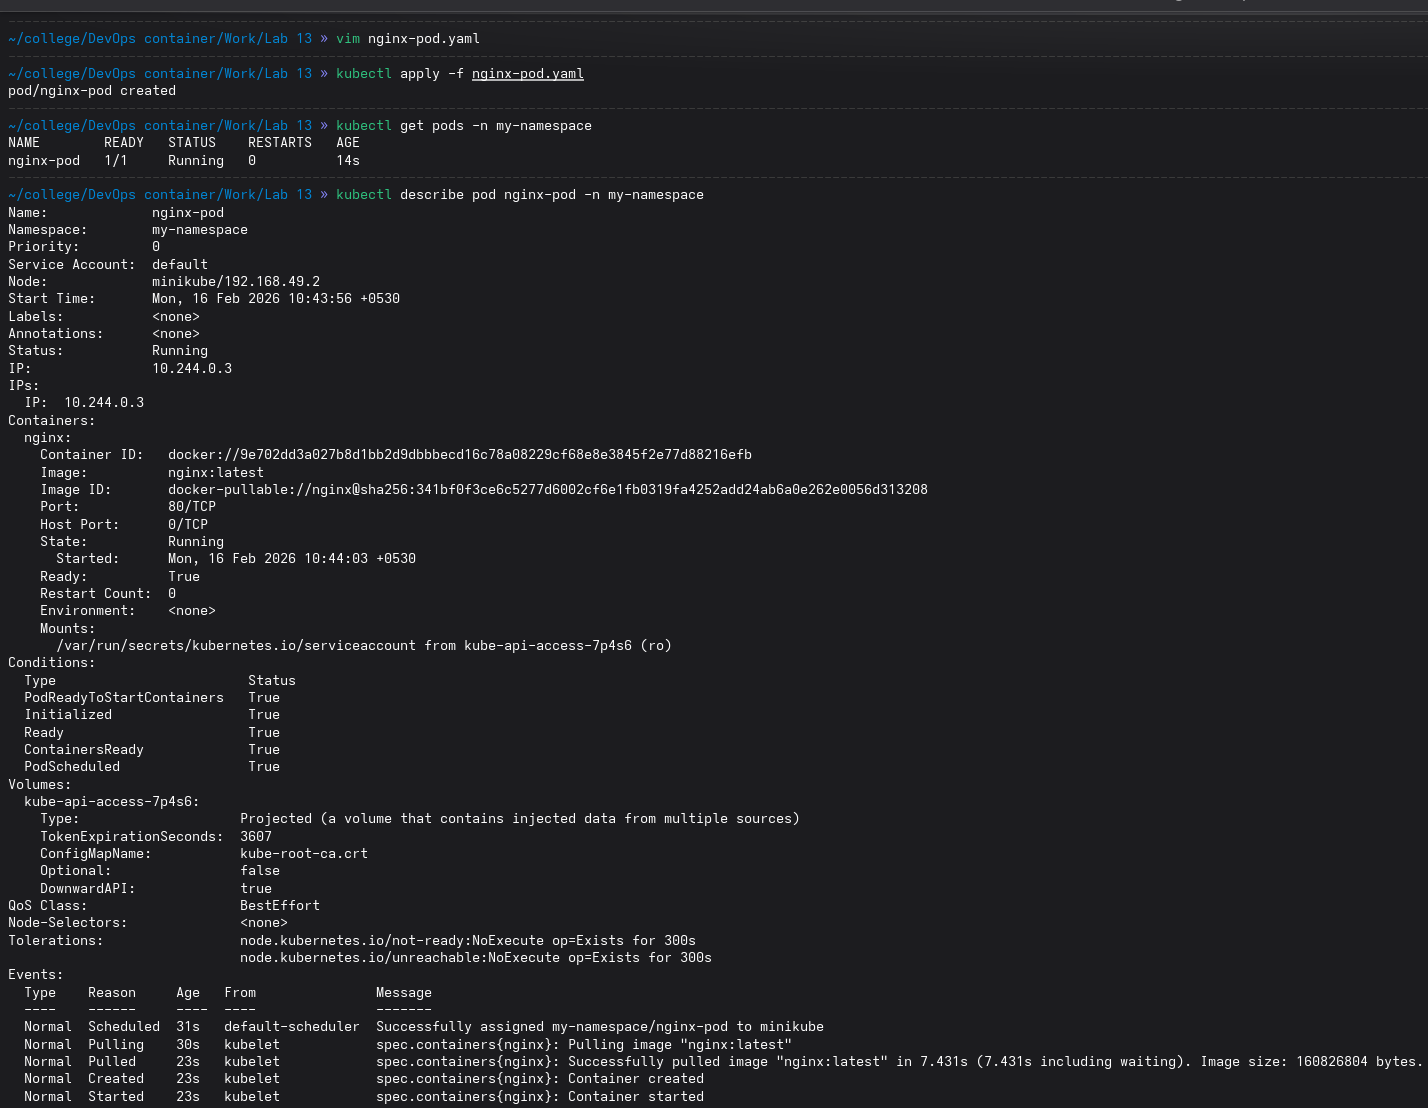 ~/college/DevOps container/Work/Lab 13 » vim nginx-pod.yaml
~/college/DevOps container/Work/Lab 13 » kubectl apply -f nginx-pod.yaml
pod/nginx-pod created
~/college/DevOps container/Work/Lab 13 » kubectl get pods -n my-namespace
NAME        READY   STATUS    RESTARTS   AGE
nginx-pod   1/1     Running   0          14s
~/college/DevOps container/Work/Lab 13 » kubectl describe pod nginx-pod -n my-namespace
Name:             nginx-pod
Namespace:        my-namespace
Priority:         0
Service Account:  default
Node:             minikube/192.168.49.2
Start Time:       Mon, 16 Feb 2026 10:43:56 +0530
Labels:           <none>
Annotations:      <none>
Status:           Running
IP:               10.244.0.3
IPs:
  IP:  10.244.0.3
Containers:
  nginx:
    Container ID:   docker://9e702dd3a027b8d1bb2d9dbbbecd16c78a08229cf68e8e3845f2e77d88216efb
    Image:          nginx:latest
    Image ID:       docker-pullable://nginx@sha256:341bf0f3ce6c5277d6002cf6e1fb0319fa4252add24ab6a0e262e0056d313208
    Port:           80/TCP
    Host Port:      0/TCP
    State:          Running
      Started:      Mon, 16 Feb 2026 10:44:03 +0530
    Ready:          True
    Restart Count:  0
    Environment:    <none>
    Mounts:
      /var/run/secrets/kubernetes.io/serviceaccount from kube-api-access-7p4s6 (ro)
Conditions:
  Type                        Status
  PodReadyToStartContainers   True
  Initialized                 True
  Ready                       True
  ContainersReady             True
  PodScheduled                True
Volumes:
  kube-api-access-7p4s6:
    Type:                    Projected (a volume that contains injected data from multiple sources)
    TokenExpirationSeconds:  3607
    ConfigMapName:           kube-root-ca.crt
    Optional:                false
    DownwardAPI:             true
QoS Class:                   BestEffort
Node-Selectors:              <none>
Tolerations:                 node.kubernetes.io/not-ready:NoExecute op=Exists for 300s
                             node.kubernetes.io/unreachable:NoExecute op=Exists for 300s
Events:
  Type    Reason     Age   From               Message
  ----    ------     ----  ----               -------
  Normal  Scheduled  31s   default-scheduler  Successfully assigned my-namespace/nginx-pod to minikube
  Normal  Pulling    30s   kubelet            spec.containers{nginx}: Pulling image "nginx:latest"
  Normal  Pulled     23s   kubelet            spec.containers{nginx}: Successfully pulled image "nginx:latest" in 7.431s (7.431s including waiting). Image size: 160826804 bytes.
  Normal  Created    23s   kubelet            spec.containers{nginx}: Container created
  Normal  Started    23s   kubelet            spec.containers{nginx}: Container started